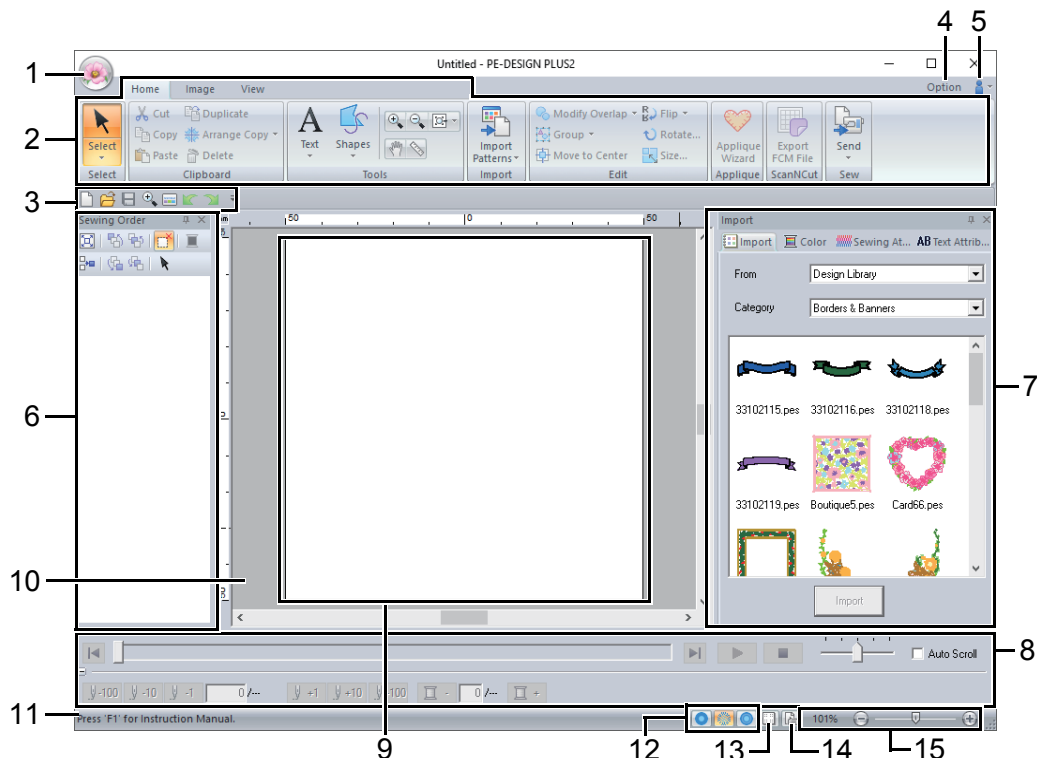 4 5
Untitled - PE-DESIGN PLUS2
1
Home Image View Option
2
Select
Cut Duplicate
Copy Arrange Copy
Paste Delete
Text Shapes
Import
Patterns
Modify Overlap Flip
Group Rotate...
Move to Center Size...
Applique
Wizard
Export
FCM File
Send
Select Clipboard Tools Import Edit Applique ScanNCut Sew
3
Sewing Order
50 0 50
Import
Import Color Sewing At... AB Text Attrib...
From Design Library
Category Borders & Banners
7
6
33102115.pes 33102116.pes 33102118.pes
0
33102119.pes Boutique5.pes Card66.pes
10
50
Import
8
Auto Scroll
-100 -10 -1 0 /--- +1 +10 +100 - 0 /--- +
11
Press 'F1' for Instruction Manual.
101%
9 12 13 14 15